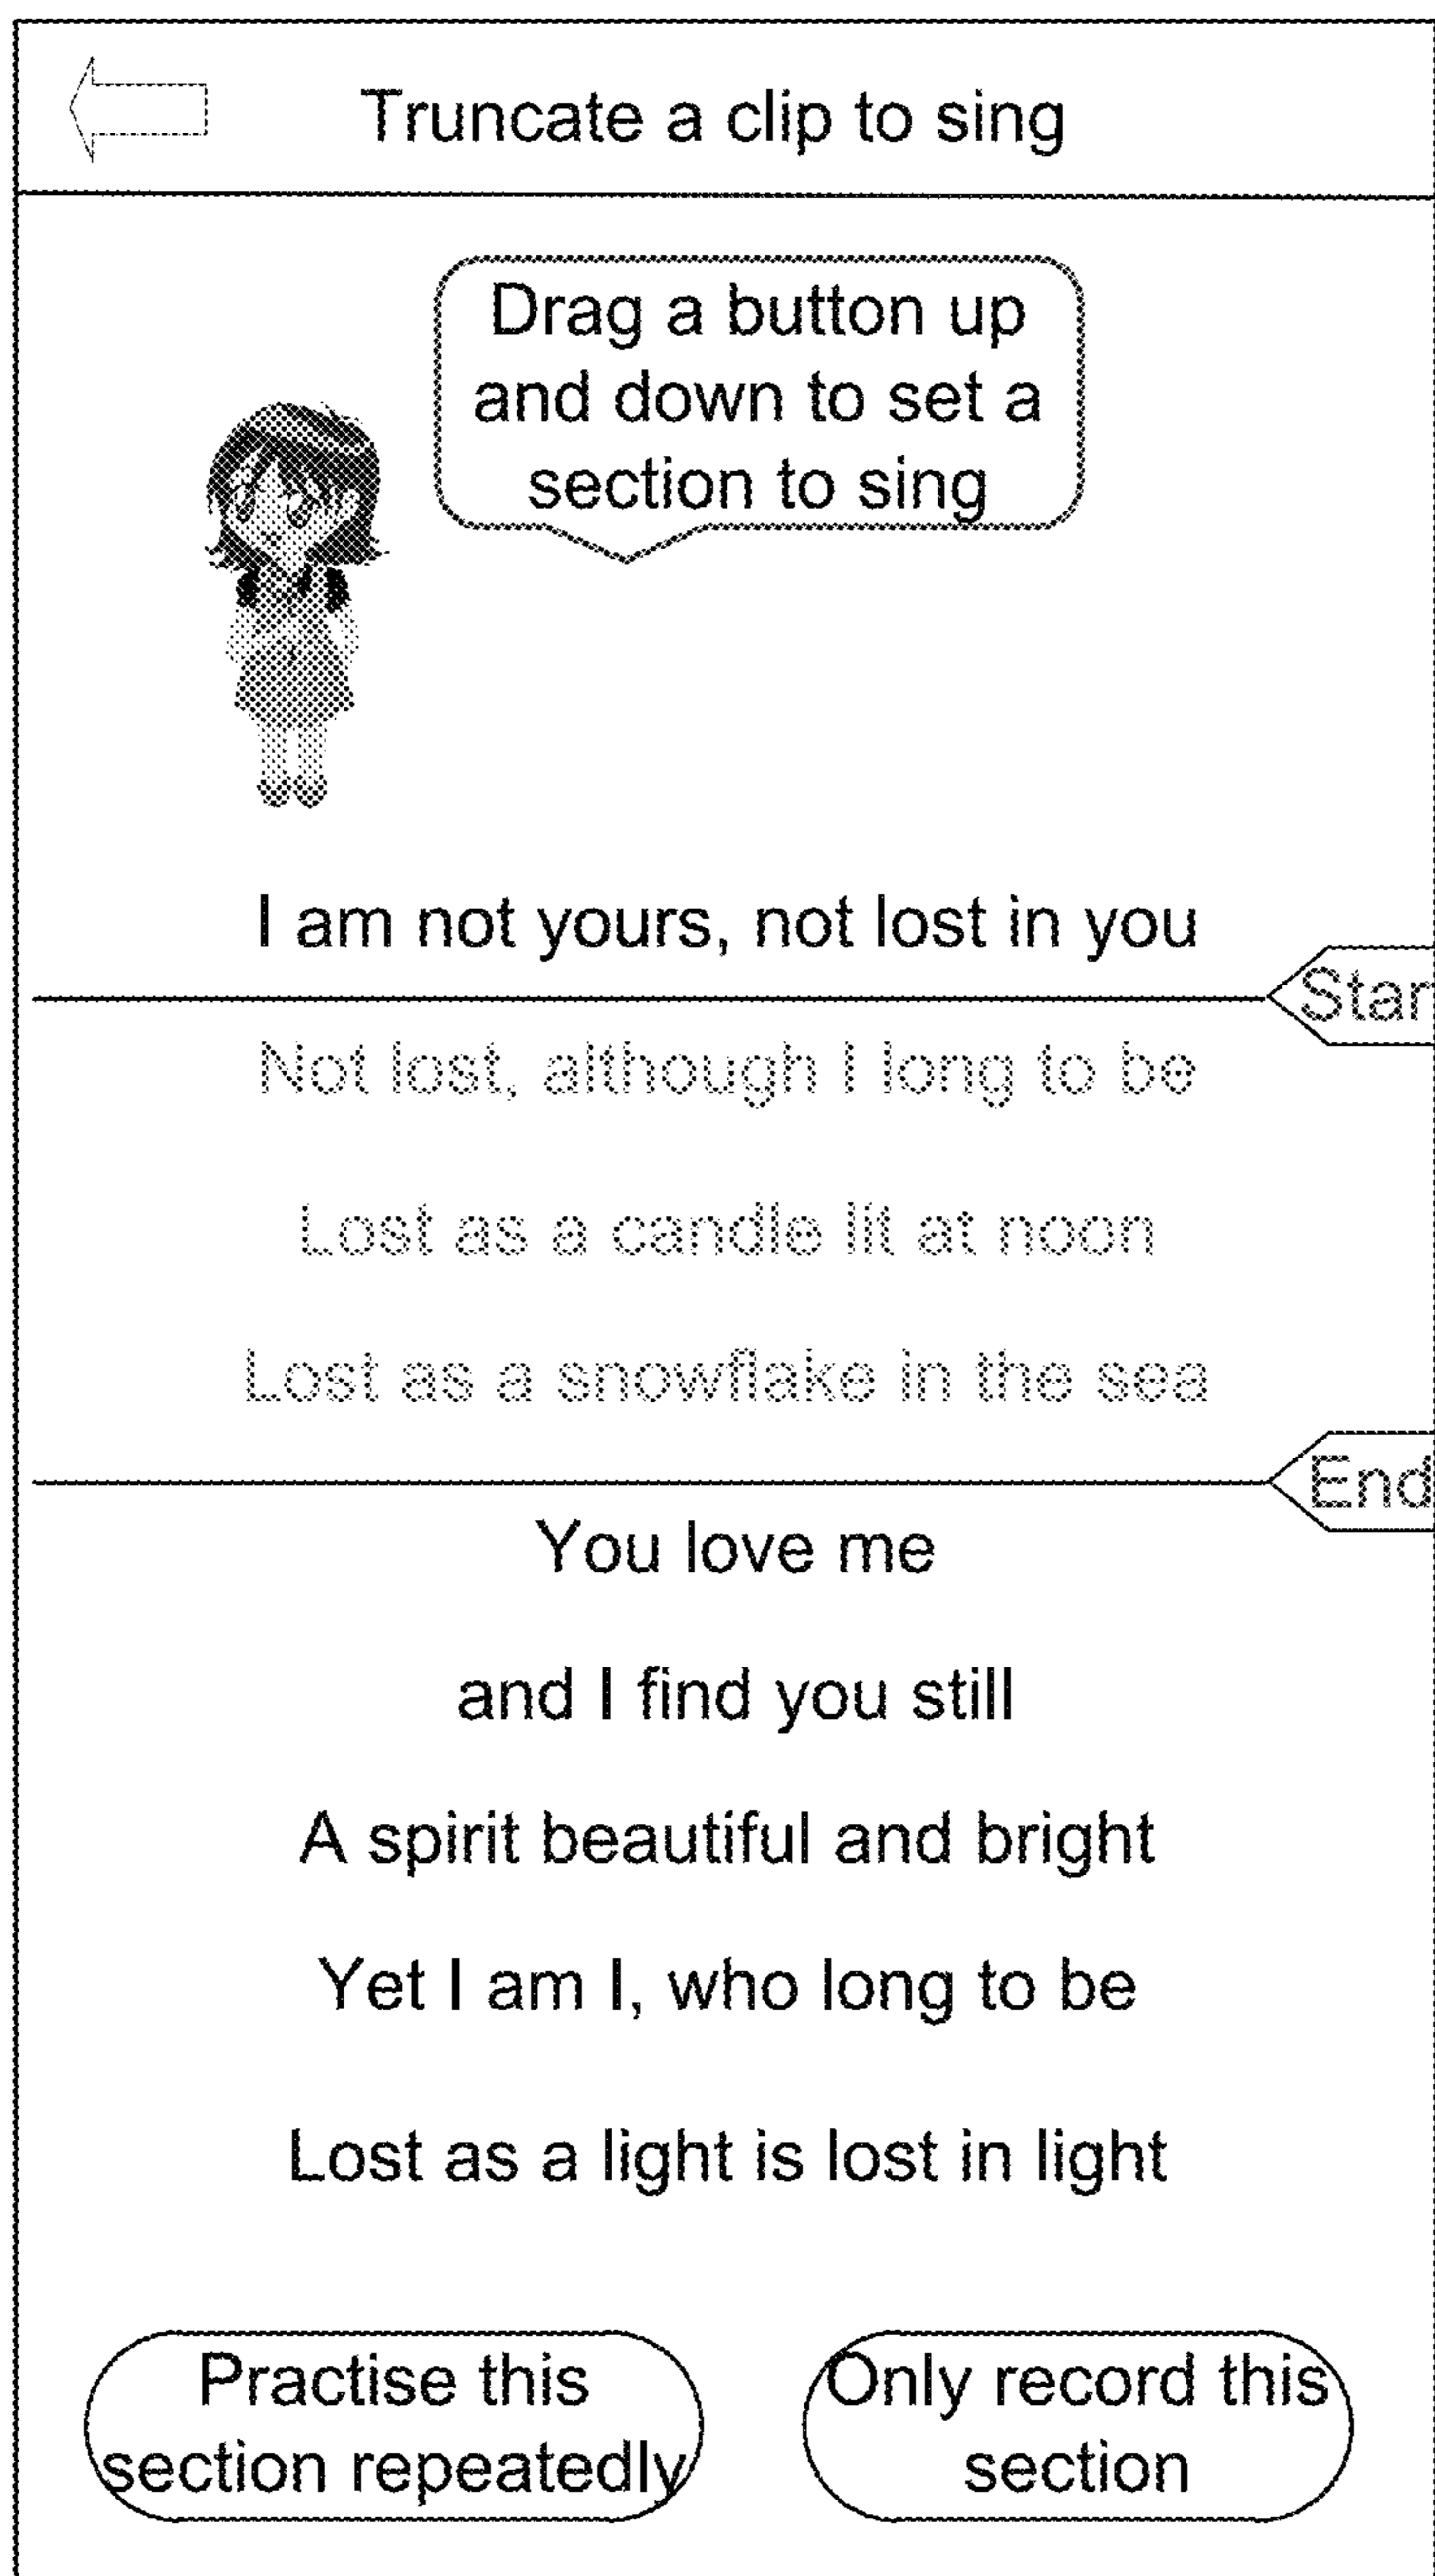 Truncate a clip to sing
Drag a button up
and down to set a
section to sing
I am not yours, not lost in you
Star
Not lost, although I long to be
Lost as a candle lit at noon
Lost as a snowflake in the sea
End
You love me
and I find you still
A spirit beautiful and bright
Yet I am I, who long to be
Lost as a light is lost in light
Practise this
section repeatedly
Only record this
section